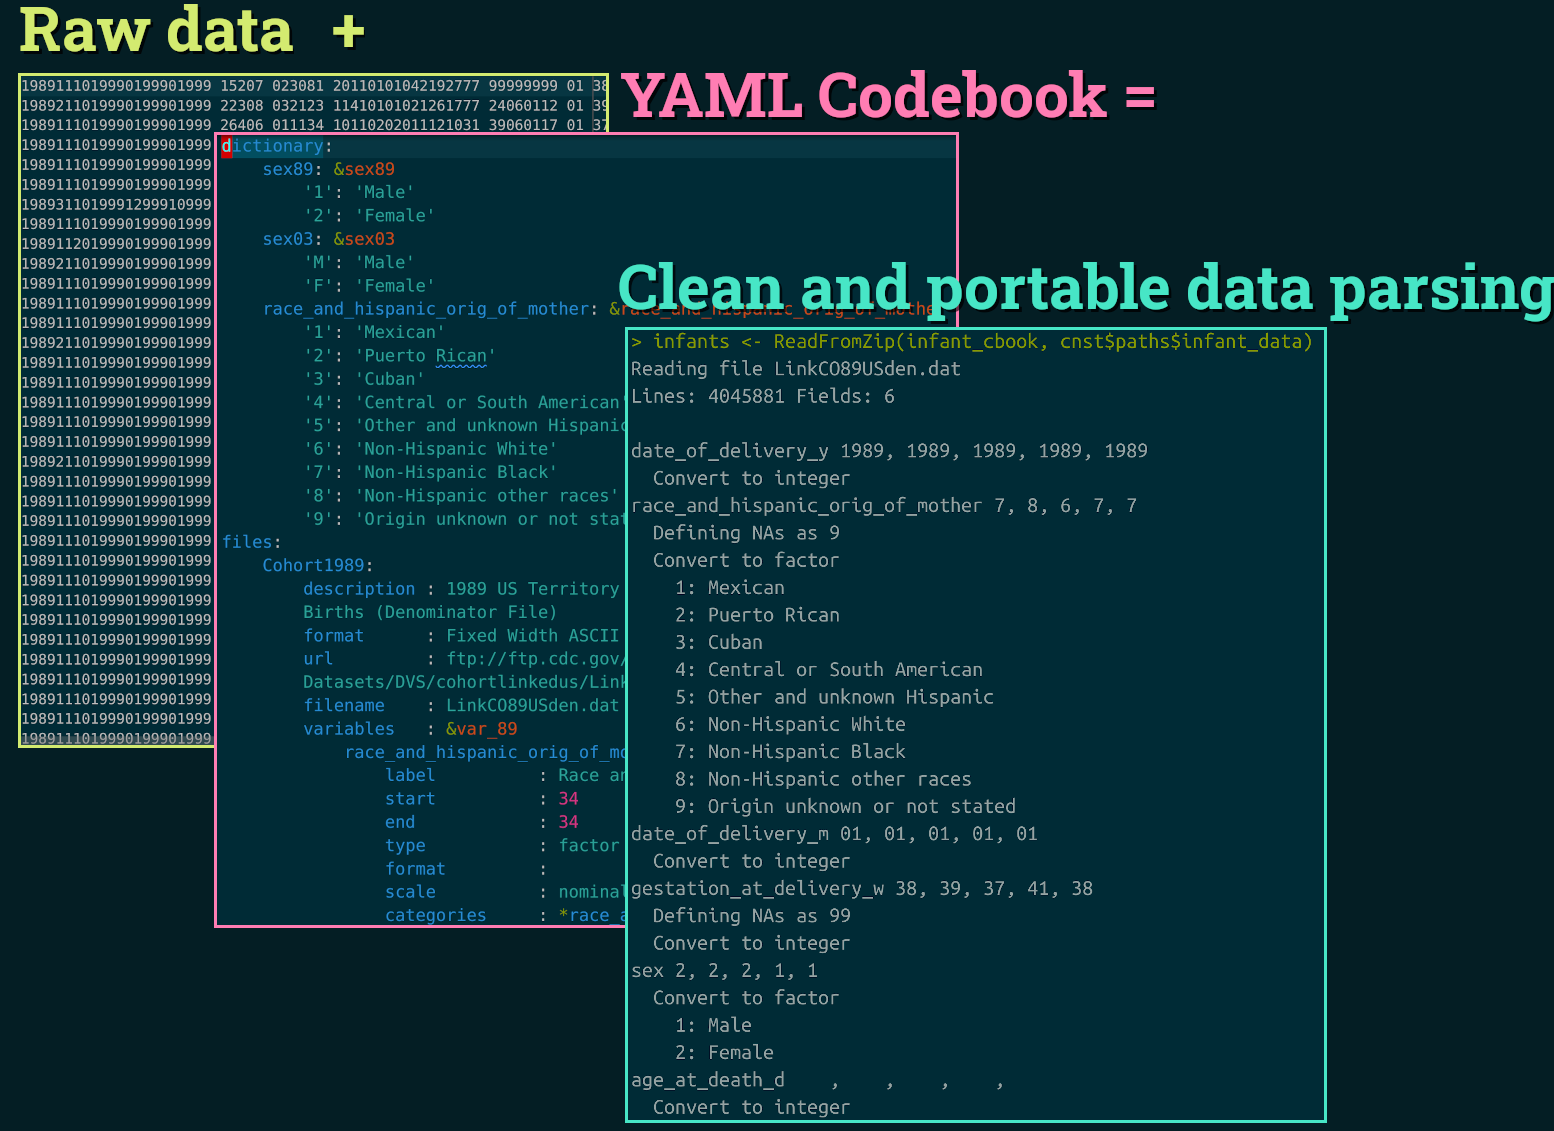 Raw data +
198911101999019990​1999 15207 023081 20110101042192777 99999999 01 38
198921101999019990​1999 22308 032123 11410101021261777 24060112 01 39
198911101999019990​1999 26406 011134 10110202011121031 39060117 01 37
1989111019990199901999
1989111019990199901999
1989111019990199901999
1989311019991299910999
1989111019990199901999
1989112019990199901999
1989211019990199901999
1989111019990199901999
1989111019990199901999
1989111019990199901999
1989211019990199901999
1989111019990199901999
1989111019990199901999
1989111019990199901999
1989111019990199901999
1989111019990199901999
1989211019990199901999
1989111019990199901999
1989111019990199901999
1989111019990199901999
1989111019990199901999
1989111019990199901999
1989111019990199901999
1989111019990199901999
1989111019990199901999
1989111019990199901999
1989111019990199901999
1989111019990199901999
1989111019990199901999
1989111019990199901999
YAML Codebook =
dictionary:
sex89: &sex89
'1': 'Male'
'2': 'Female'
sex03: &sex03
'M': 'Male'
'F': 'Female'
race_and_hispanic_orig_of_mother: &race_and_hispanic_orig_of_mothe
'1': 'Mexican'
'2': 'Puerto Rican'
'3': 'Cuban'
'4': 'Central or South American'
'5': 'Other and unknown Hispanic
'6': 'Non-Hispanic White'
'7': 'Non-Hispanic Black'
'8': 'Non-Hispanic other races'
'9': 'Origin unknown or not stat
files:
Cohort1989:
description : 1989 US Territory
Births (Denominator File)
format : Fixed Width ASCII
url : ftp://ftp.cdc.gov/
Datasets/DVS/cohortlinkedus/Link
filename : LinkCO89USden.dat
variables : &var_89
race_and_hispanic_orig_of_mo
label : Race an
start : 34
end : 34
type : factor
format :
scale : nominal
categories : *race_a
Clean and portable data parsing
> infants <- ReadFromZip(infant_cbook, cnst$paths$infant_data)
Reading file LinkCO89USden.dat
Lines: 4045881 Fields: 6
date_of_delivery_y 1989, 1989, 1989, 1989, 1989
Convert to integer
race_and_hispanic_orig_of_mother 7, 8, 6, 7, 7
Defining NAs as 9
Convert to factor
1: Mexican
2: Puerto Rican
3: Cuban
4: Central or South American
5: Other and unknown Hispanic
6: Non-Hispanic White
7: Non-Hispanic Black
8: Non-Hispanic other races
9: Origin unknown or not stated
date_of_delivery_m 01, 01, 01, 01, 01
Convert to integer
gestation_at_delivery_w 38, 39, 37, 41, 38
Defining NAs as 99
Convert to integer
sex 2, 2, 2, 1, 1
Convert to factor
1: Male
2: Female
age_at_death_d , , , ,
Convert to integer